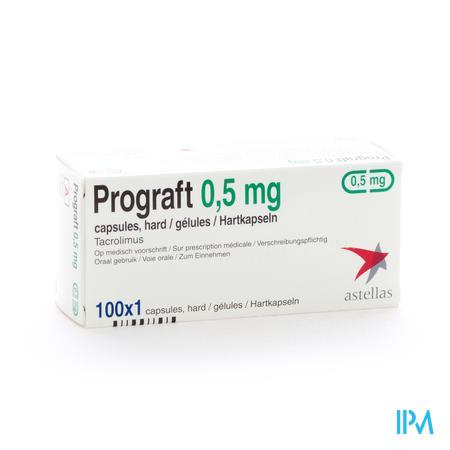 Prograft 0,5 mg
0,5 mg
capsules, hard / gélules / Hartkapseln
Tacrolimus
Op medisch voorschrift / Sur prescription médicale / Verschreibungspflichtig
Oraal gebruik / Voie orale / Zum Einnehmen
100x1 capsules, hard / gélules / Hartkapseln
astellas
Prograft 0,5 mg
IPM